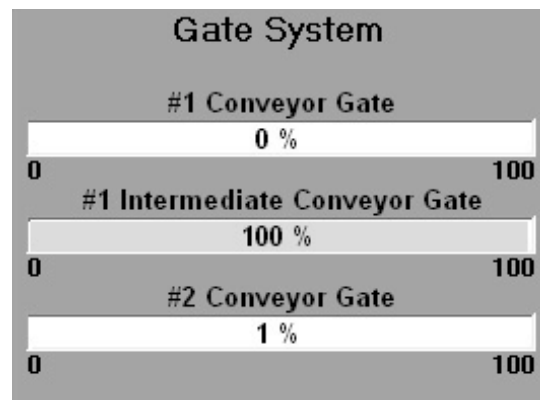 Gate System
#1 Conveyor Gate
0 %
0 100
#1 Intermediate Conveyor Gate
100 %
0 100
#2 Conveyor Gate
1 %
0 100